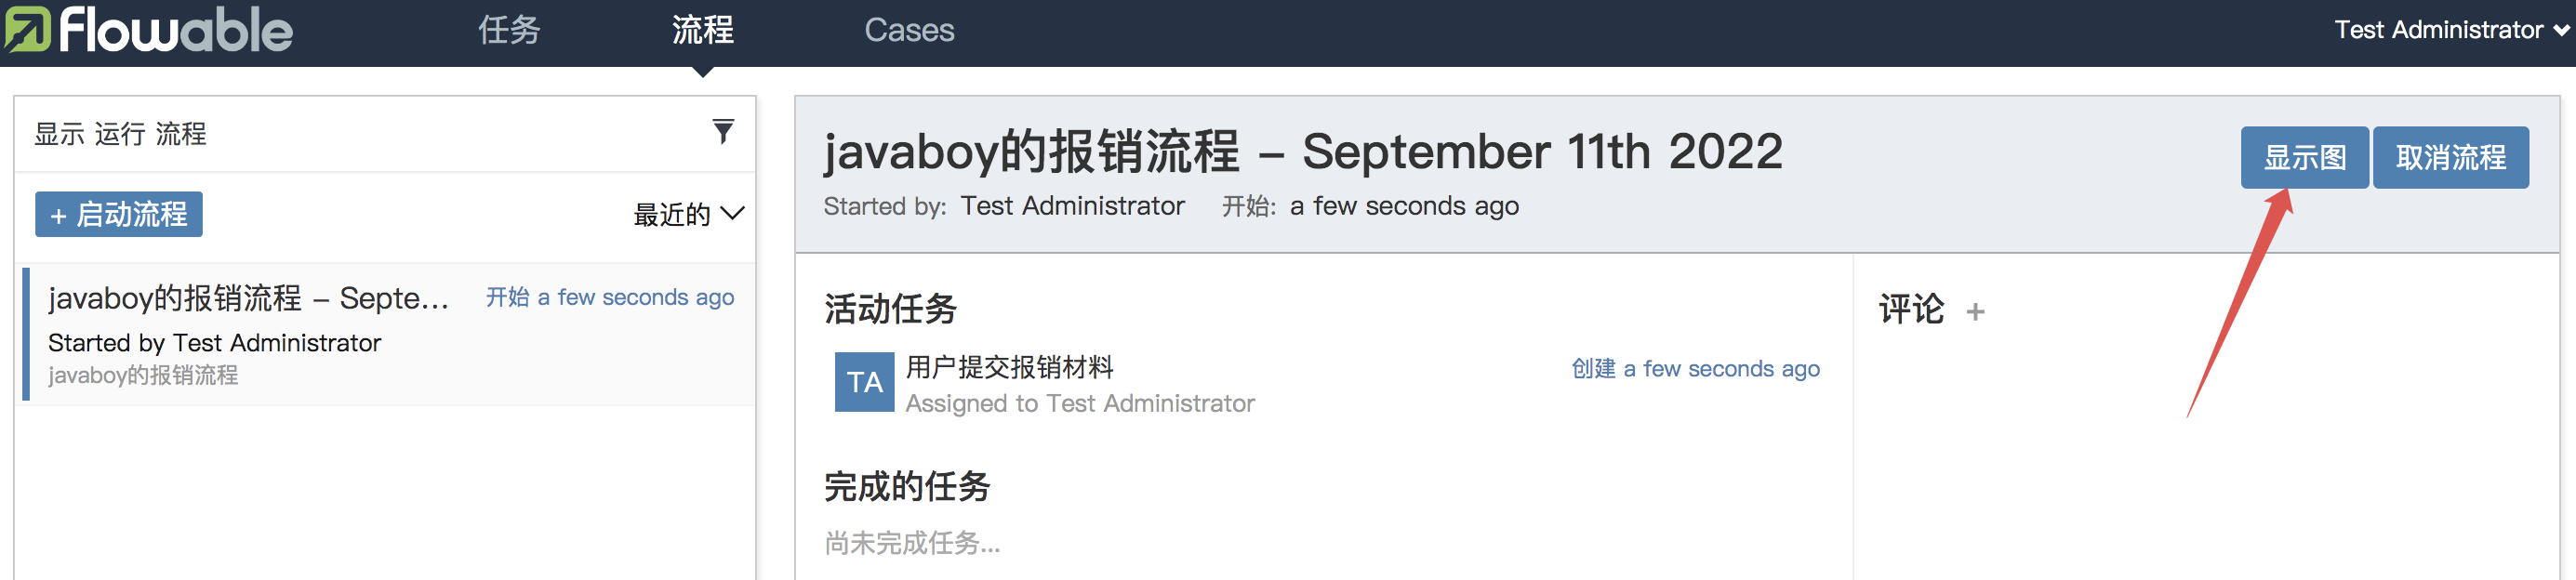 flowable 任务 流程 Cases Test Administrator
显示 运行 流程
+ 启动流程 最近的
javaboy的报销流程 – Septe... 开始 a few seconds ago
Started by Test Administrator
javaboy的报销流程
javaboy的报销流程 – September 11th 2022
显示图 取消流程
Started by: Test Administrator 开始: a few seconds ago
活动任务
TA 用户提交报销材料 创建 a few seconds ago
Assigned to Test Administrator
完成的任务
尚未完成任务...
评论 +